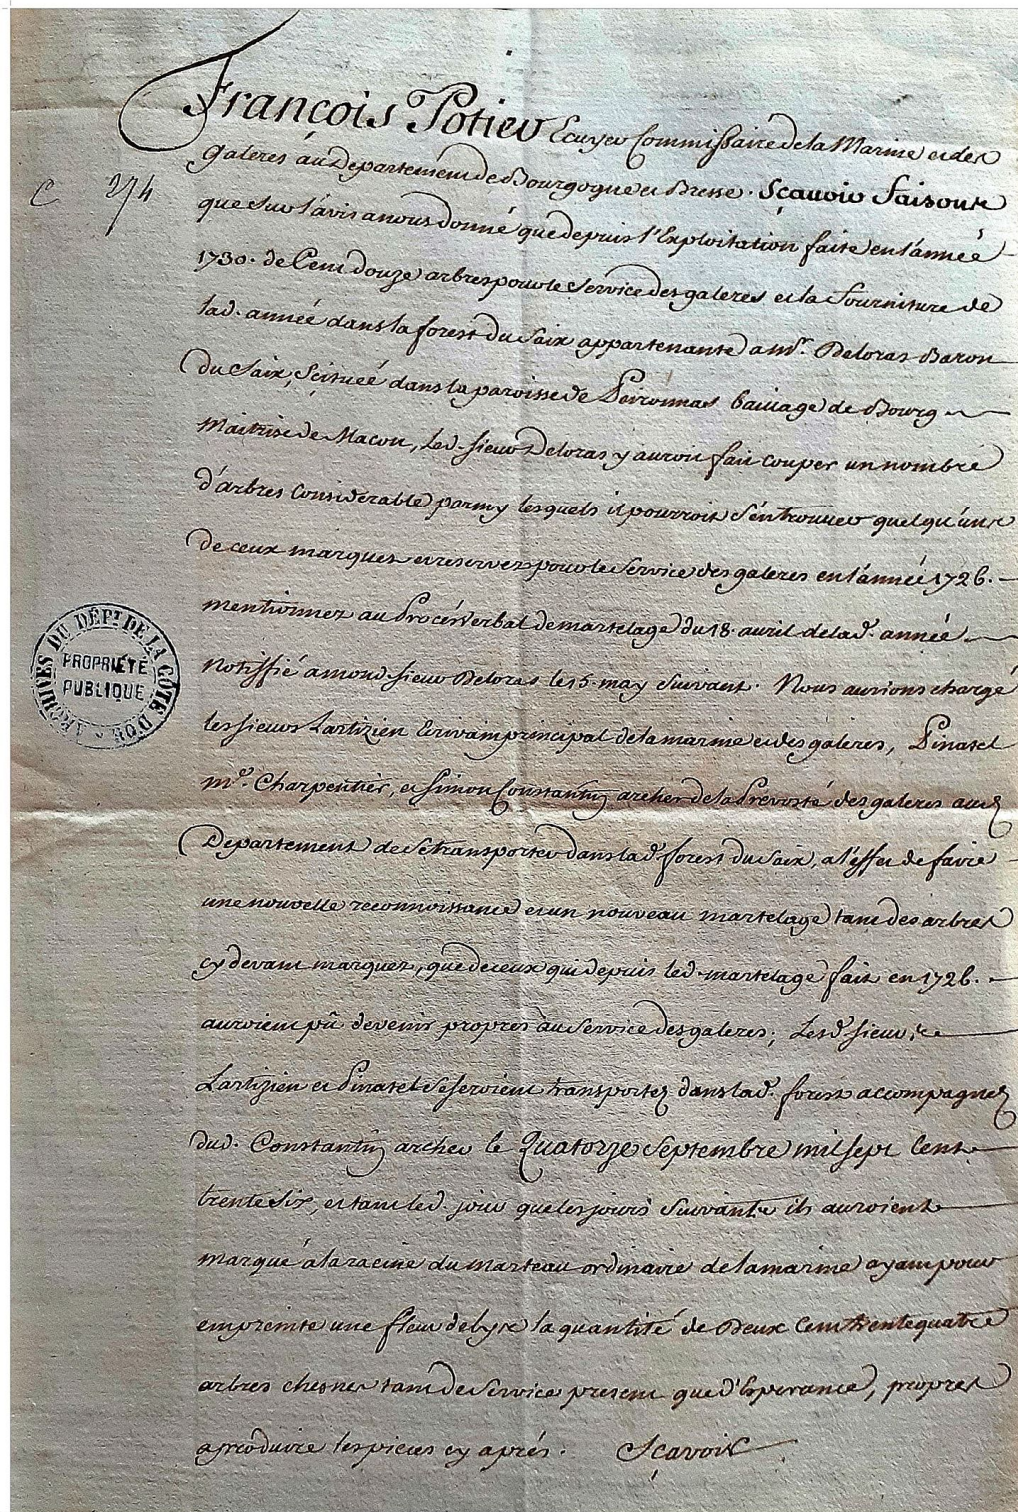 François Potier Ecuyer Commissaire de la Marine et des
galeres au Departement de Bourgogne et Bresse. Sçavoir faisons
C 274
que sur l'avis a nous donné que depuis l'Exploitation faite en l'année
1730. de Cent douze arbres pour le Service des galeres et la fourniture de
lad. année dans la forest du Saix appartenante a Mr. Deloras Baron
du Saix, Scituée dans la paroisse de Peironnas bailliage de Bourg
Maitrise de Macon, led. sieur Deloras y auroit fait couper un nombre
d'arbres Considerable parmy lesquels il pourroit s'en trouver quelqu'uns
de ceux marques et reservez pour le Service des galeres en l'année 1726.
mentionnez au Procés Verbal de martelage du 18. avril de lad. année
Notiffié a mond. sieur Deloras le 15. may Suivant. Nous aurions chargé
les sieurs Lartizien Ecrivain principal de la marine et des galeres, Pinatel
me. Charpentier, et Simon Constantin archer de la Prevosté des galeres aud.
Departement de se transporter dans lad. forest du Saix, a l'effet de faire
une nouvelle reconnoissance et un nouveau martelage tant des arbres
cy devant marquez, que de ceux qui depuis led. martelage fait en 1726.
auroient pû devenir propres au Service des galeres; Lesd. sieurs
Lartizien et Pinatel se seroient transportez dans lad. forest accompagnez
dud. Constantin archer le Quatorze Septembre mil sept Cent
trente six, et tant led. jour que les jours Suivants ils auroient
marqué á la racine du marteau ordinaire de la marine ayant pour
empreinte une fleur de lys la quantité de Deux Cent trente quatre
arbres chesnes tant de Service present que d'Esperance, propres
a produire les pieces cy aprés. Sçavoir
ARCHIVES DU DÉPT. DE LA CÔTE D'OR
PROPRIÉTÉ
PUBLIQUE